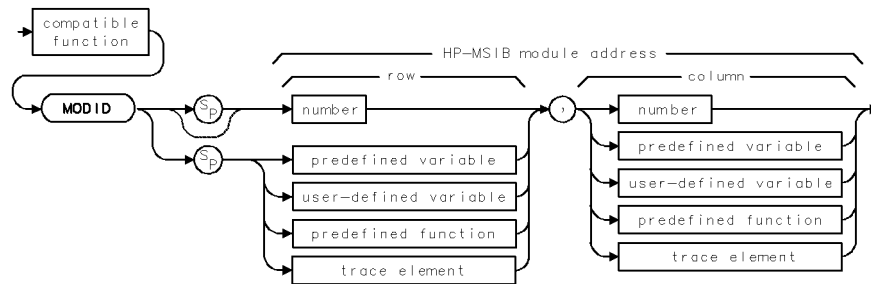 compatible
function
HP-MSIB module address
row
column
MODID
SP
number
,
number
SP
predefined variable
predefined variable
user-defined variable
user-defined variable
predefined function
predefined function
trace element
trace element